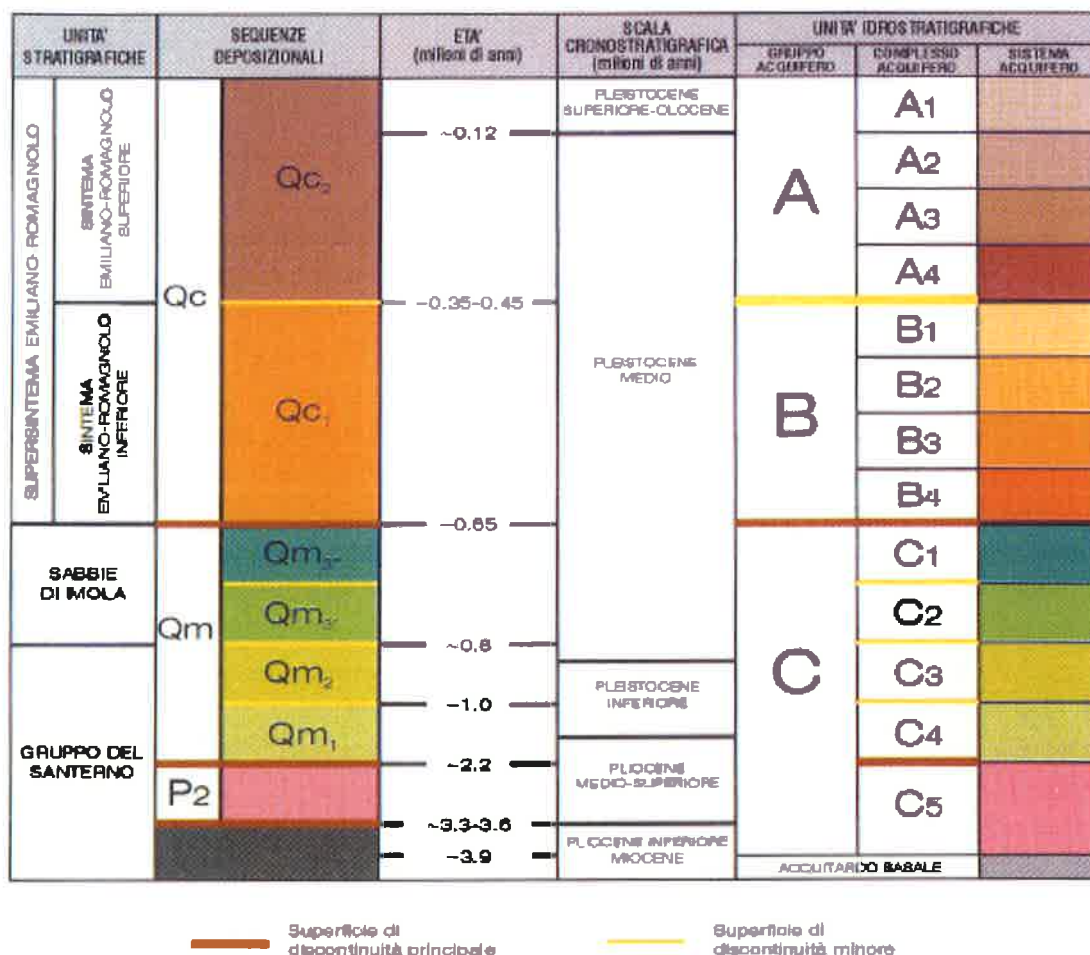 UNITA'
STRATIGRAFICHE
SEQUENZE
DEPOSIZIONALI
ETA'
(milioni di anni)
SCALA
CRONOSTRATIGRAFICA
(milioni di anni)
UNITA' IDROSTRATIGRAFICHE
GRUPPO
ACQUIFERO
COMPLESSO
ACQUIFERO
SISTEMA
ACQUIFERO
SUPERSINTEMA EMILIANO-ROMAGNOLO
SINTEMA
EMILIANO-ROMAGNOLO
SUPERIORE
SINTEMA
EMILIANO-ROMAGNOLO
INFERIORE
SABBIE
DI IMOLA
GRUPPO DEL
SANTERNO
Qc
Qm
P2
Qc2
Qc1
Qm3''
Qm3'
Qm2
Qm1
~0.12
~0.35-0.45
~0.65
~0.8
~1.0
~2.2
~3.3-3.6
~3.9
PLEISTOCENE
SUPERIORE-OLOCENE
PLEISTOCENE
MEDIO
PLEISTOCENE
INFERIORE
PLIOCENE
MEDIO-SUPERIORE
PLIOCENE INFERIORE
MIOCENE
A
B
C
A1
A2
A3
A4
B1
B2
B3
B4
C1
C2
C3
C4
C5
ACQUITARDO BASALE
Superficie di
discontinuità principale
Superficie di
discontinuità minore